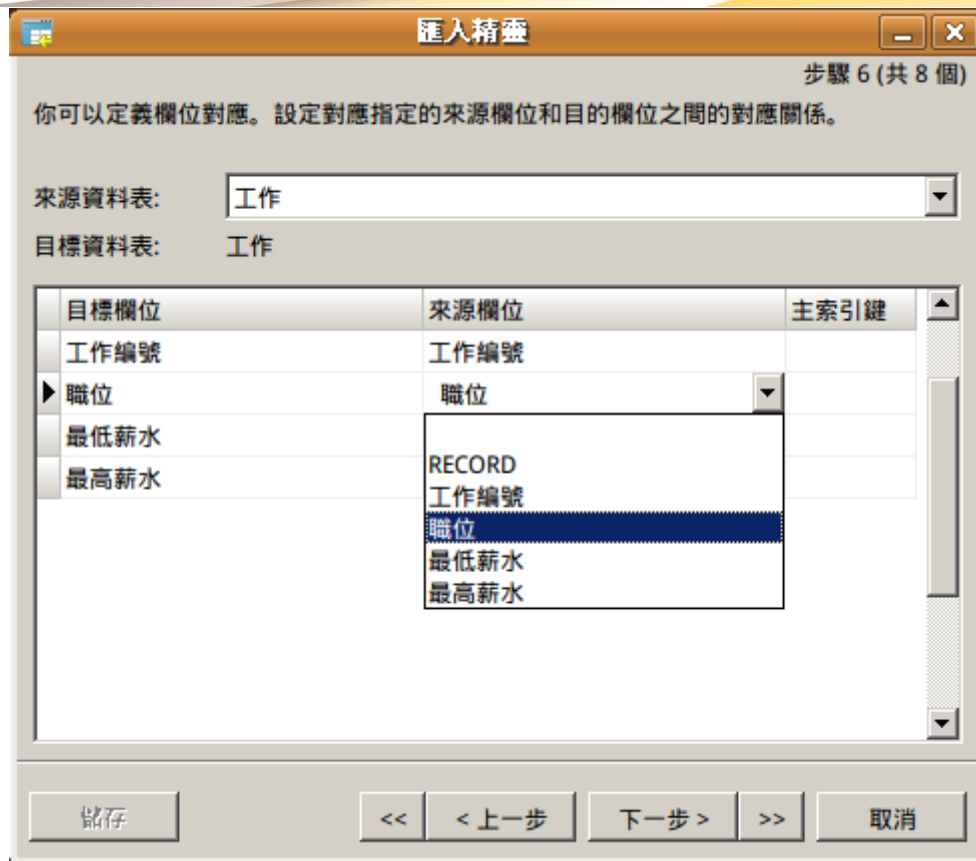 匯入精靈
步驟 6 (共 8 個)
你可以定義欄位對應。設定對應指定的來源欄位和目的欄位之間的對應關係。
來源資料表: 工作
目標資料表: 工作
目標欄位 來源欄位 主索引鍵
工作編號 工作編號
職位 職位
最低薪水
最高薪水
RECORD
工作編號
職位
最低薪水
最高薪水
儲存 << < 上一步 下一步 > >> 取消